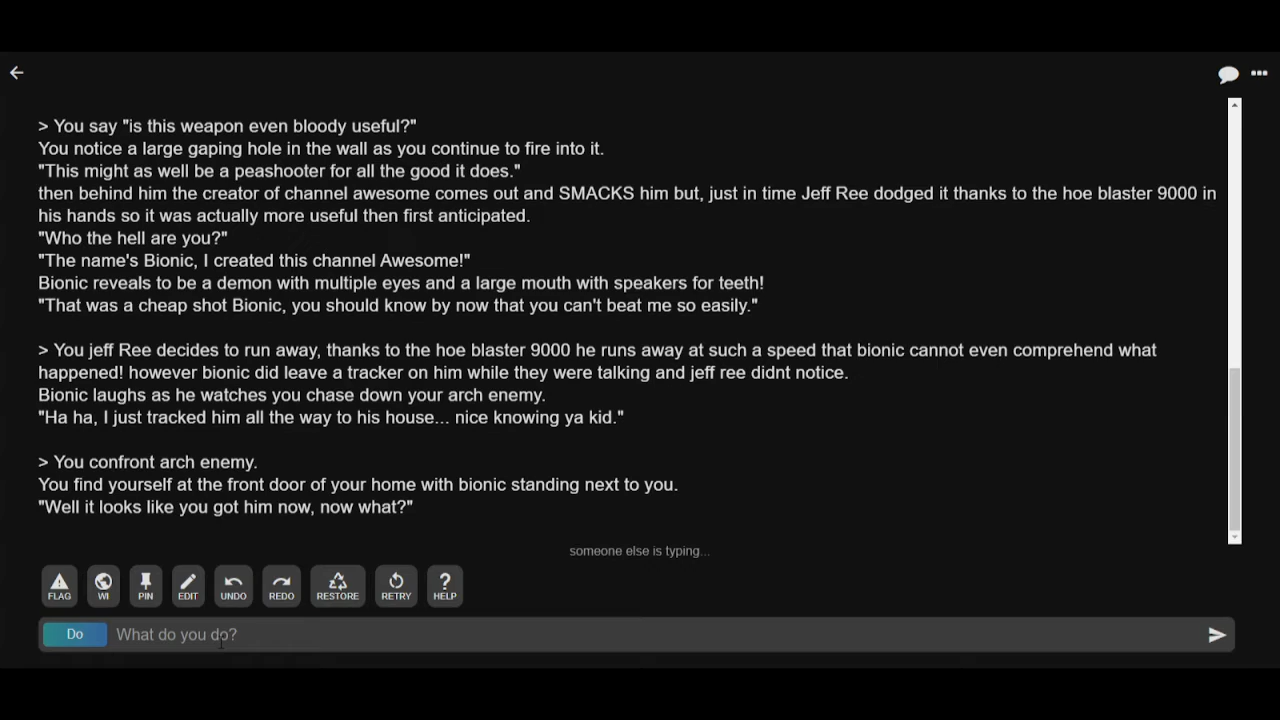 > You say "is this weapon even bloody useful?"
You notice a large gaping hole in the wall as you continue to fire into it.
"This might as well be a peashooter for all the good it does."
then behind him the creator of channel awesome comes out and SMACKS him but, just in time Jeff Ree dodged it thanks to the hoe blaster 9000 in
his hands so it was actually more useful then first anticipated.
"Who the hell are you?"
"The name's Bionic, I created this channel Awesome!"
Bionic reveals to be a demon with multiple eyes and a large mouth with speakers for teeth!
"That was a cheap shot Bionic, you should know by now that you can't beat me so easily."
> You jeff Ree decides to run away, thanks to the hoe blaster 9000 he runs away at such a speed that bionic cannot even comprehend what
happened! however bionic did leave a tracker on him while they were talking and jeff ree didnt notice.
Bionic laughs as he watches you chase down your arch enemy.
"Ha ha, I just tracked him all the way to his house... nice knowing ya kid."
> You confront arch enemy.
You find yourself at the front door of your home with bionic standing next to you.
"Well it looks like you got him now, now what?"
someone else is typing...
FLAG WI PIN EDIT UNDO REDO RESTORE RETRY HELP
Do What do you do?